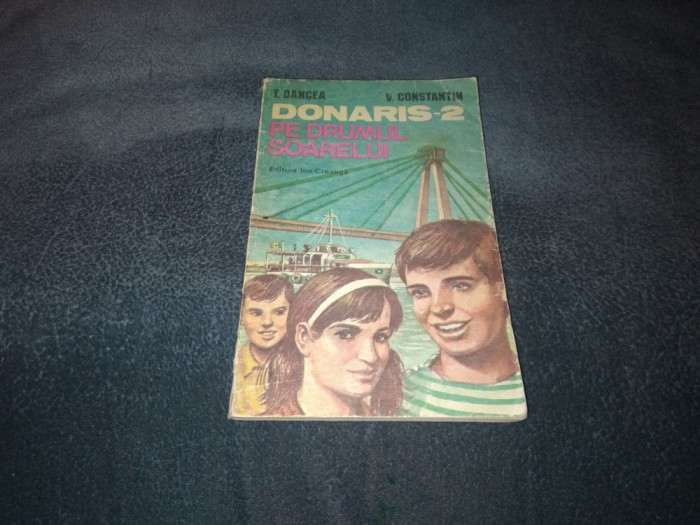 T. DANCEA V. CONSTANTIN
DONARIS-2
PE DRUMUL
SOARELUI
Editura Ion Creangă